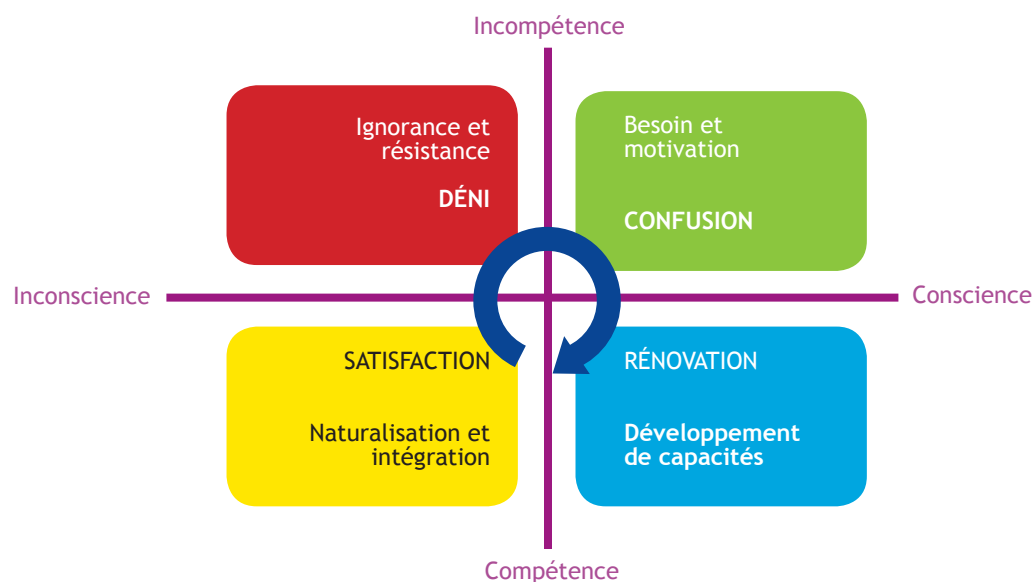 Incompétence
Ignorance et
résistance
DÉNI
Besoin et
motivation
CONFUSION
Inconscience
Conscience
SATISFACTION
Naturalisation et
intégration
RÉNOVATION
Développement
de capacités
Compétence